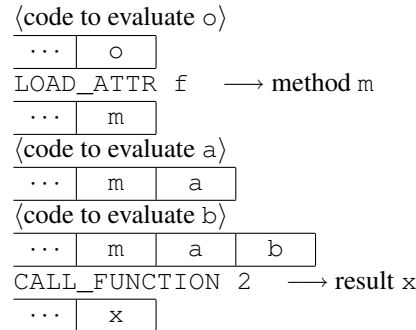 ⟨code to evaluate o⟩
··· o
LOAD_ATTR f ⟶ method m
··· m
⟨code to evaluate a⟩
··· m a
⟨code to evaluate b⟩
··· m a b
CALL_FUNCTION 2 ⟶ result x
··· x